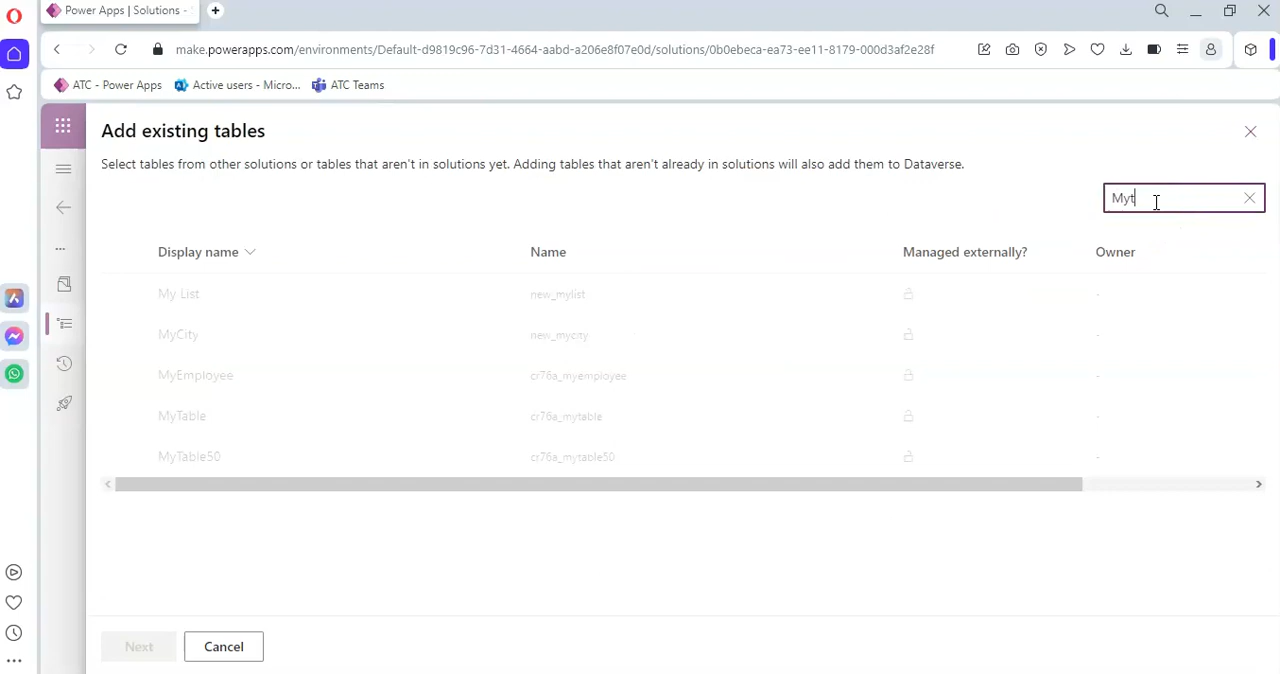 Power Apps | Solutions -
make.powerapps.com/environments/Default-d9819c96-7d31-4664-aabd-a206e8f07e0d/solutions/0b0ebeca-ea73-ee11-8179-000d3af2e28f
ATC - Power Apps Active users - Micro... ATC Teams
Add existing tables
Select tables from other solutions or tables that aren't in solutions yet. Adding tables that aren't already in solutions will also add them to Dataverse.
Myt
Display name Name Managed externally? Owner
My List new_mylist -
MyCity new_mycity -
MyEmployee cr76a_myemployee -
MyTable cr76a_mytable -
MyTable50 cr76a_mytable50 -
Next Cancel